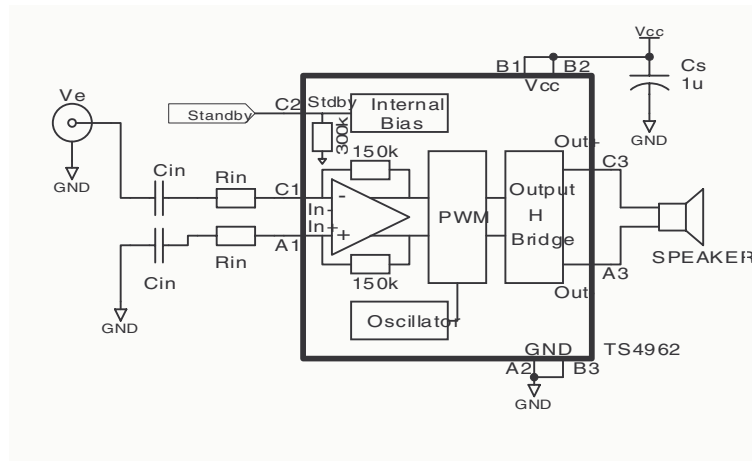 Vcc
B1
B2
Cs
1u
Vcc
GND
Ve
GND
Standby
C2
Stdby
Internal
Bias
300k
150k
Out+
C3
Cin
Rin
C1
In-
-
In+
+
A1
PWM
Output
H
Bridge
SPEAKER
Cin
Rin
150k
Out
A3
GND
Oscillator
GND
TS4962
A2
B3
GND